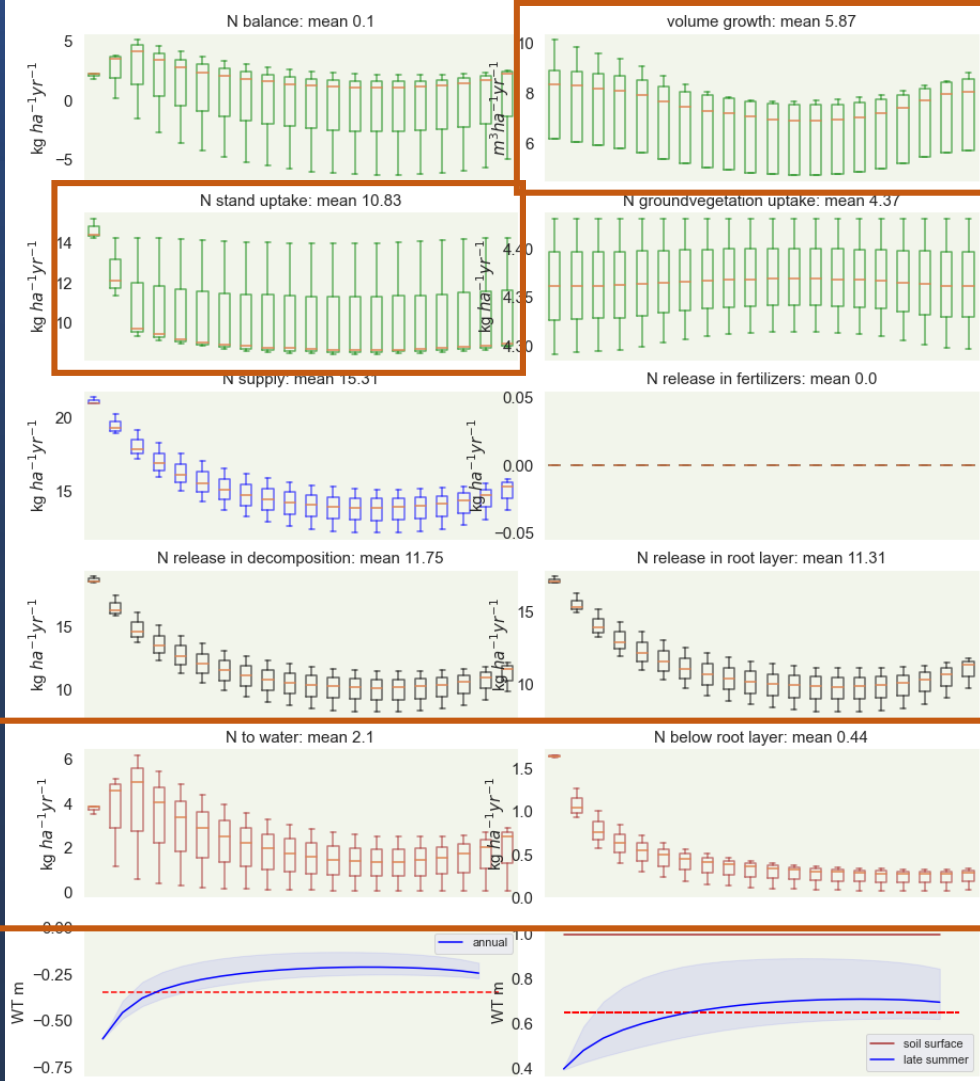 N balance: mean 0.1
5
0
−5
kg ha⁻¹yr⁻¹
volume growth: mean 5.87
10
8
6
m³ha⁻¹yr⁻¹
N stand uptake: mean 10.83
14
12
10
kg ha⁻¹yr⁻¹
N groundvegetation uptake: mean 4.37
4.40
4.35
4.30
kg ha⁻¹yr⁻¹
N supply: mean 15.31
20
15
kg ha⁻¹yr⁻¹
N release in fertilizers: mean 0.0
0.05
0.00
−0.05
kg ha⁻¹yr⁻¹
N release in decomposition: mean 11.75
15
10
kg ha⁻¹yr⁻¹
N release in root layer: mean 11.31
15
10
kg ha⁻¹yr⁻¹
N to water: mean 2.1
6
4
2
0
kg ha⁻¹yr⁻¹
N below root layer: mean 0.44
1.5
1.0
0.5
0.0
kg ha⁻¹yr⁻¹
0.00
−0.25
−0.50
−0.75
WT m
annual
1.0
0.8
0.6
0.4
WT m
soil surface
late summer